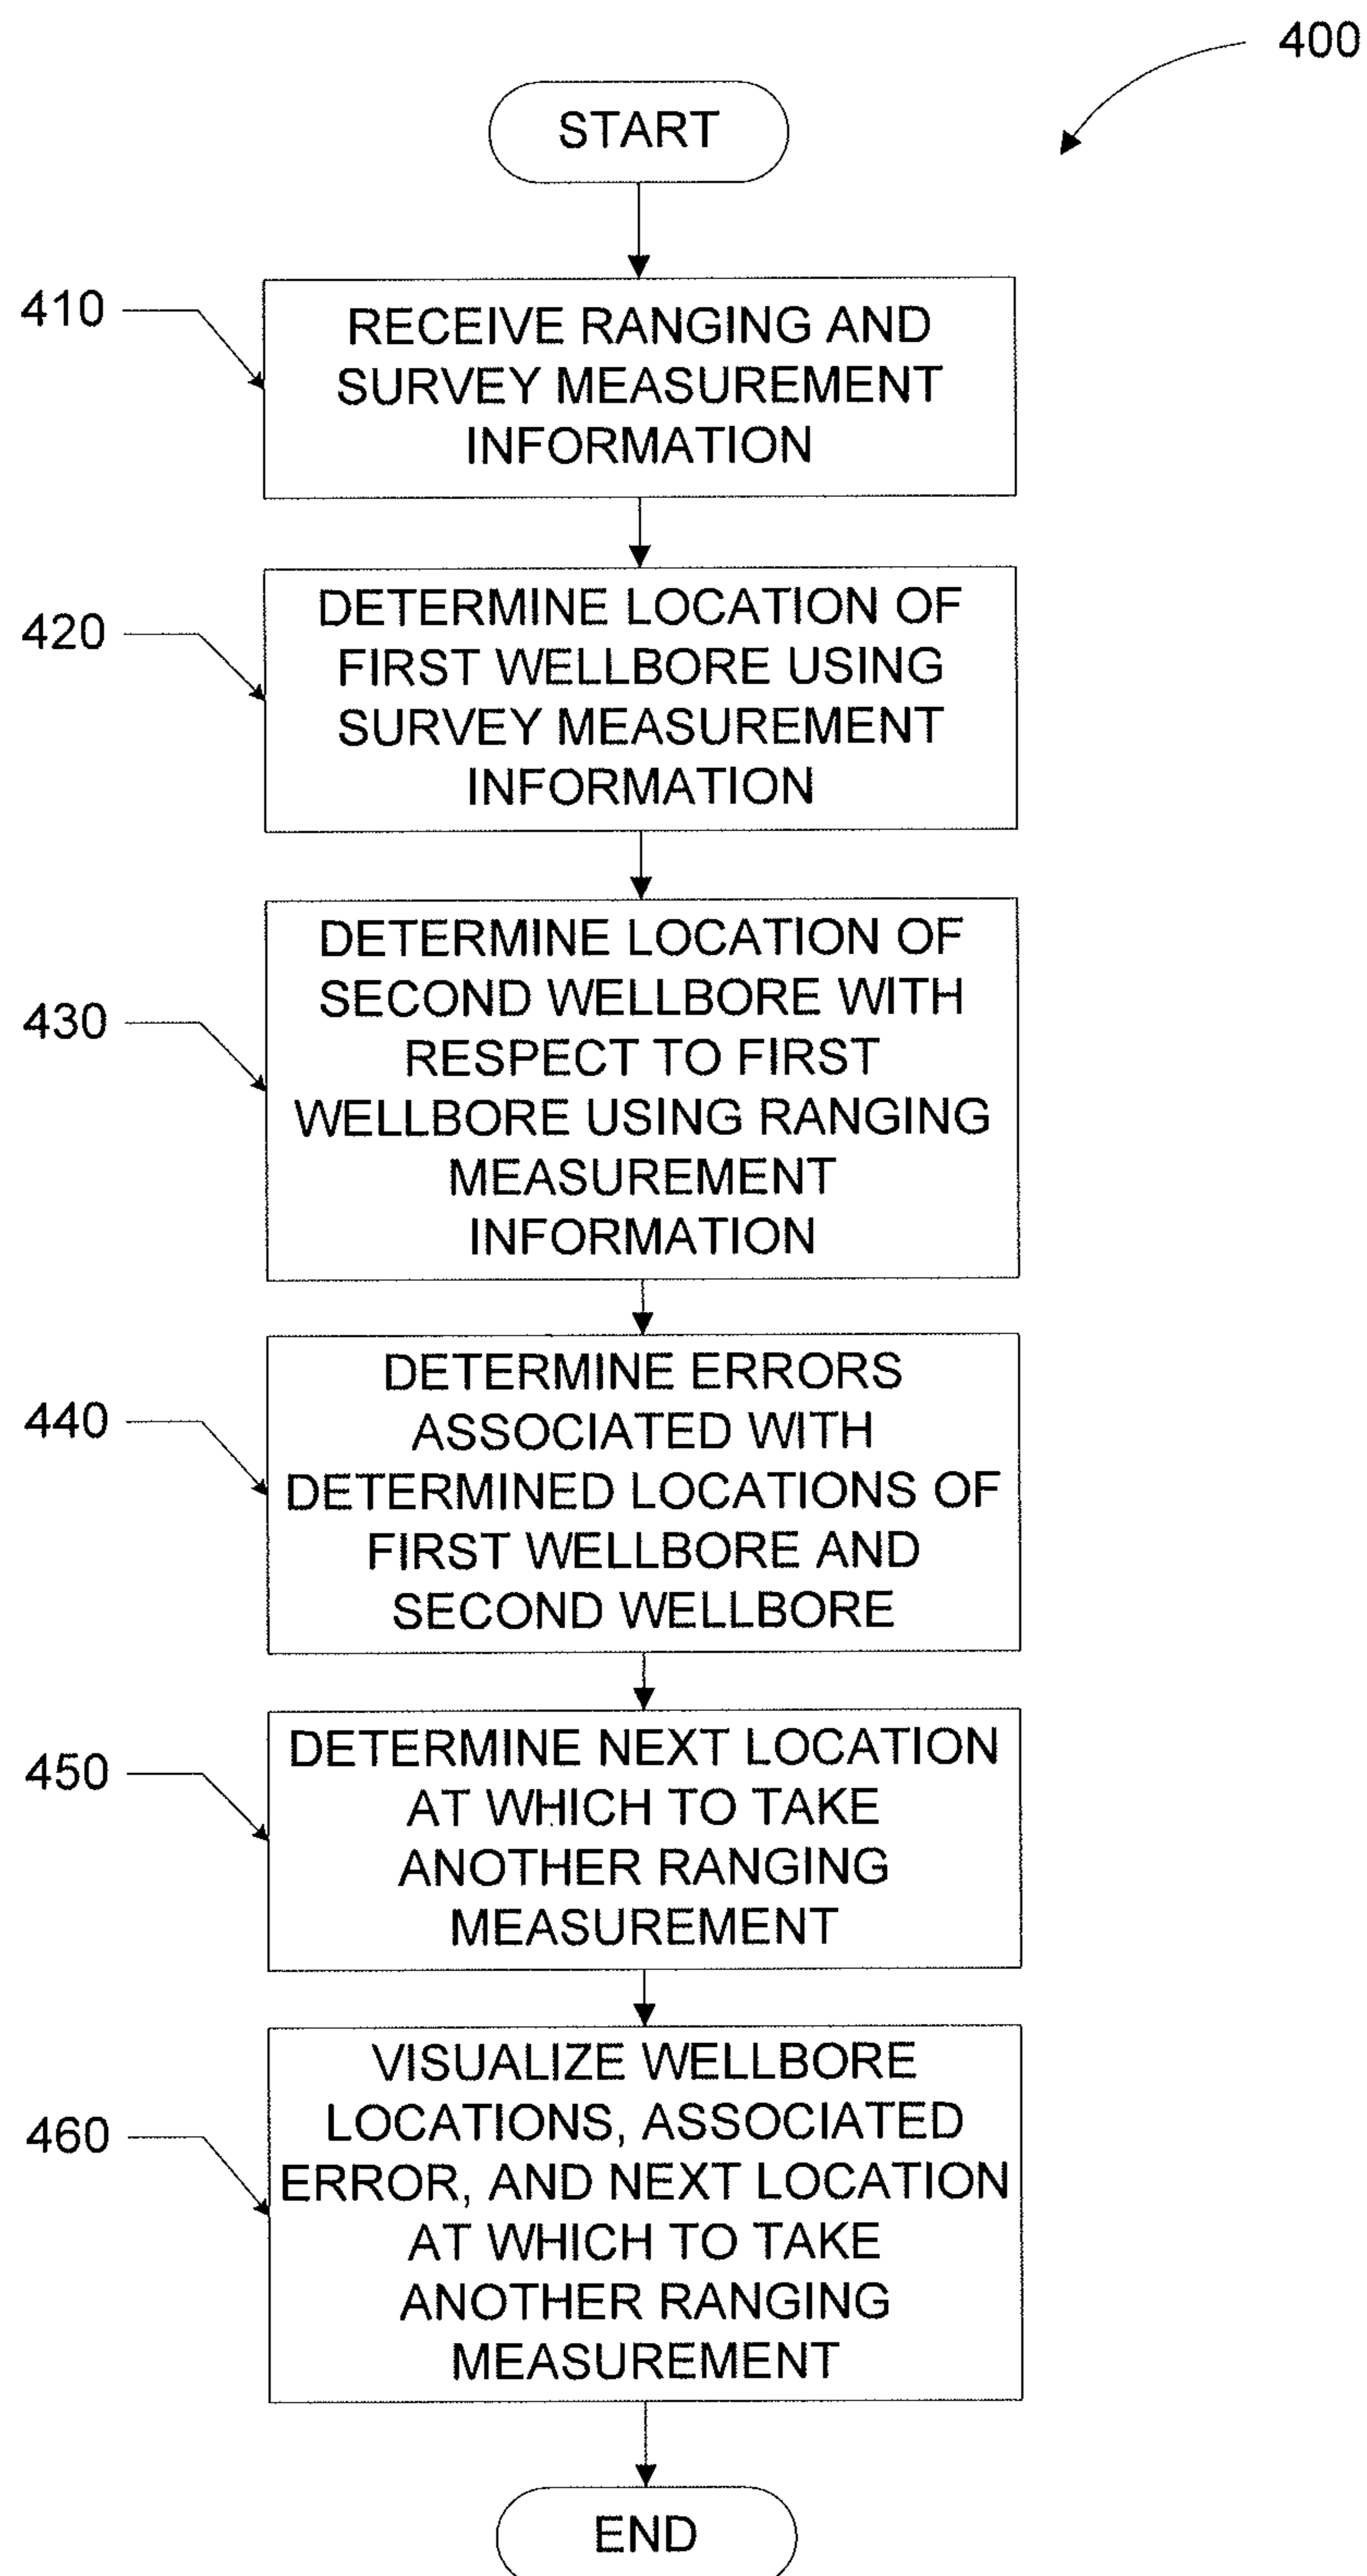 400
START
410
RECEIVE RANGING AND
SURVEY MEASUREMENT
INFORMATION
420
DETERMINE LOCATION OF
FIRST WELLBORE USING
SURVEY MEASUREMENT
INFORMATION
430
DETERMINE LOCATION OF
SECOND WELLBORE WITH
RESPECT TO FIRST
WELLBORE USING RANGING
MEASUREMENT
INFORMATION
440
DETERMINE ERRORS
ASSOCIATED WITH
DETERMINED LOCATIONS OF
FIRST WELLBORE AND
SECOND WELLBORE
450
DETERMINE NEXT LOCATION
AT WHICH TO TAKE
ANOTHER RANGING
MEASUREMENT
460
VISUALIZE WELLBORE
LOCATIONS, ASSOCIATED
ERROR, AND NEXT LOCATION
AT WHICH TO TAKE
ANOTHER RANGING
MEASUREMENT
END